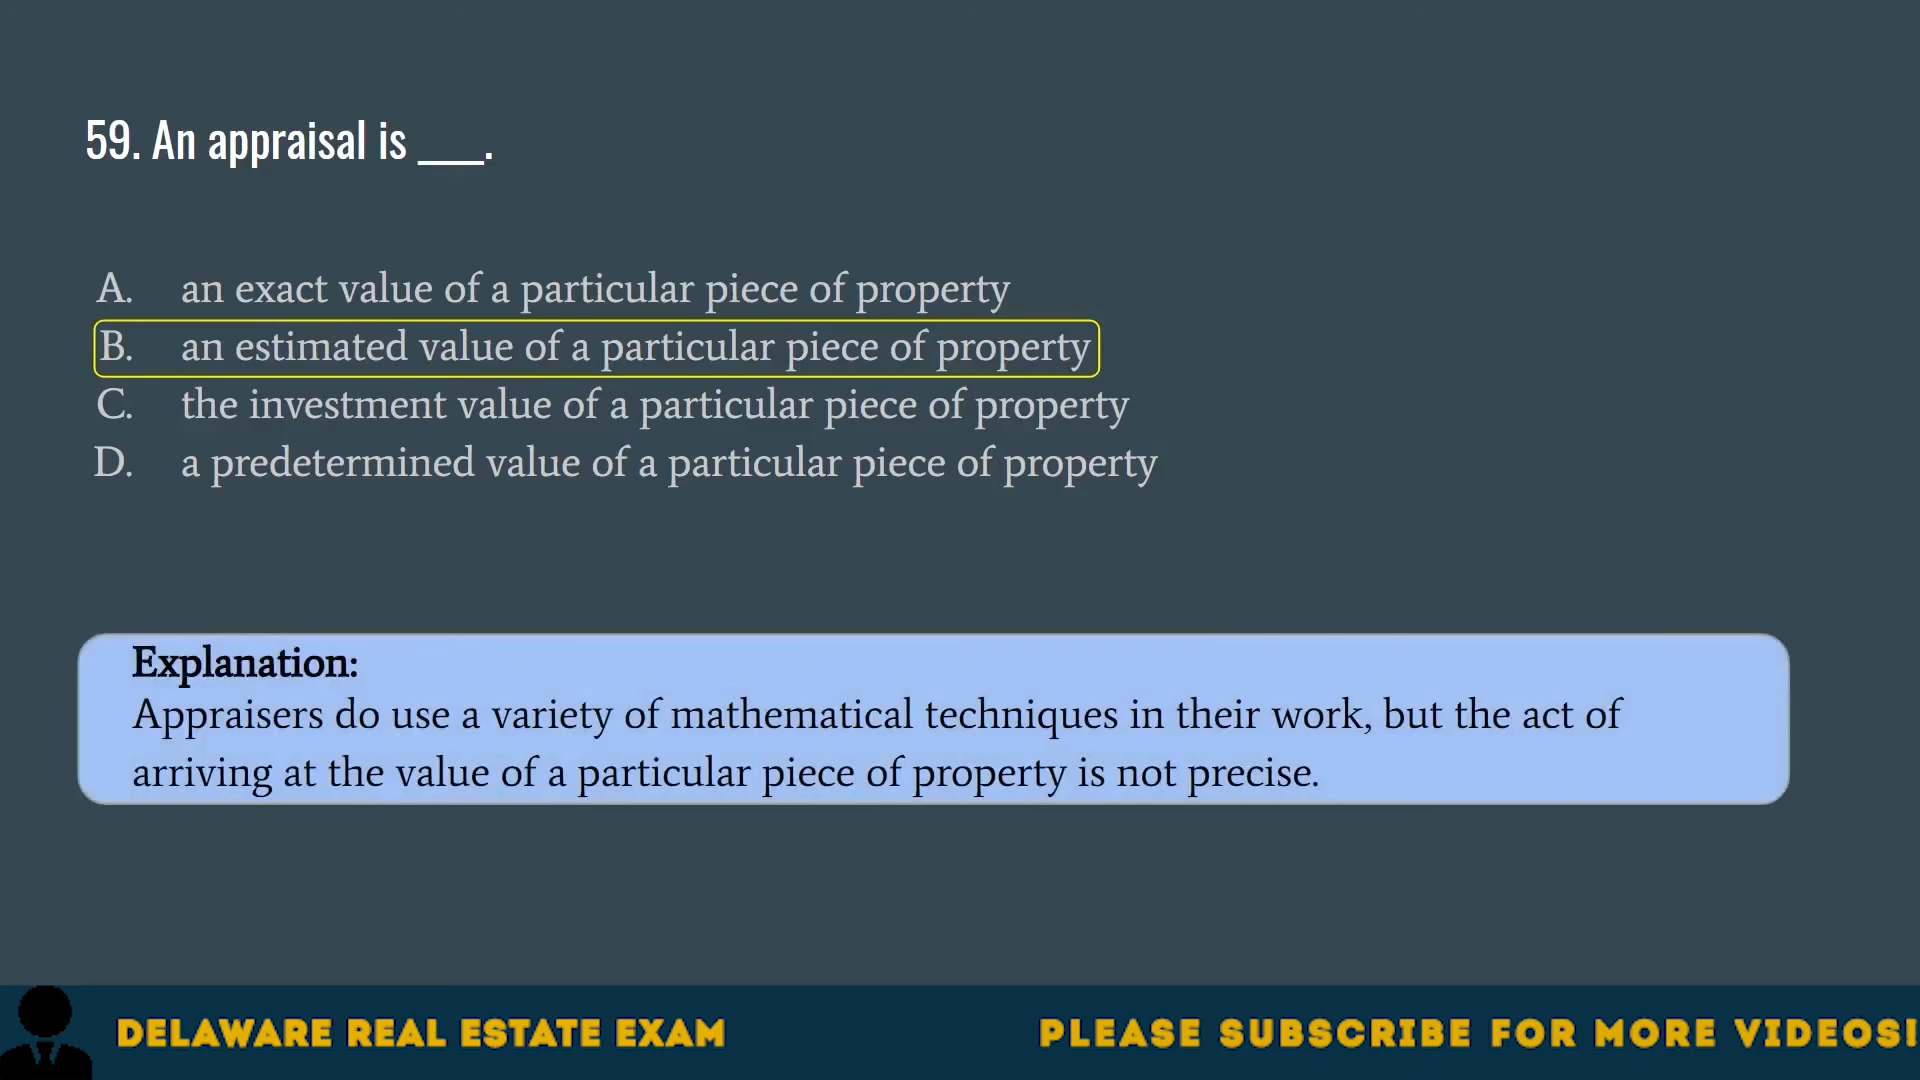 59. An appraisal is ____.
A. an exact value of a particular piece of property
B. an estimated value of a particular piece of property
C. the investment value of a particular piece of property
D. a predetermined value of a particular piece of property
Explanation:
Appraisers do use a variety of mathematical techniques in their work, but the act of
arriving at the value of a particular piece of property is not precise.
DELAWARE REAL ESTATE EXAM
PLEASE SUBSCRIBE FOR MORE VIDEOS!